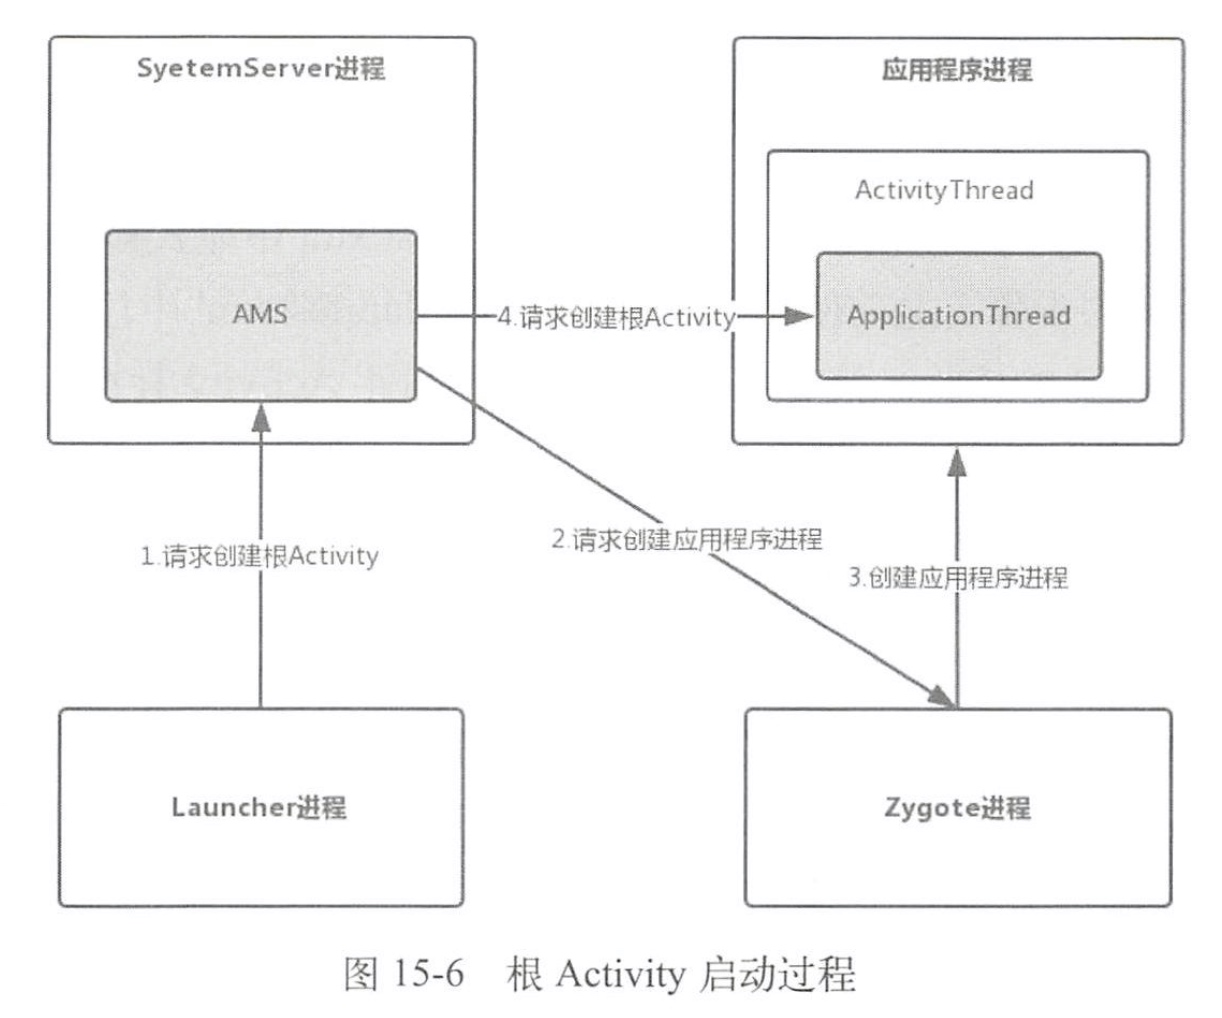 SyetemServer进程
应用程序进程
ActivityThread
AMS
4.请求创建根Activity
ApplicationThread
1.请求创建根Activity
2.请求创建应用程序进程
3.创建应用程序进程
Launcher进程
Zygote进程
图 15-6 根 Activity 启动过程